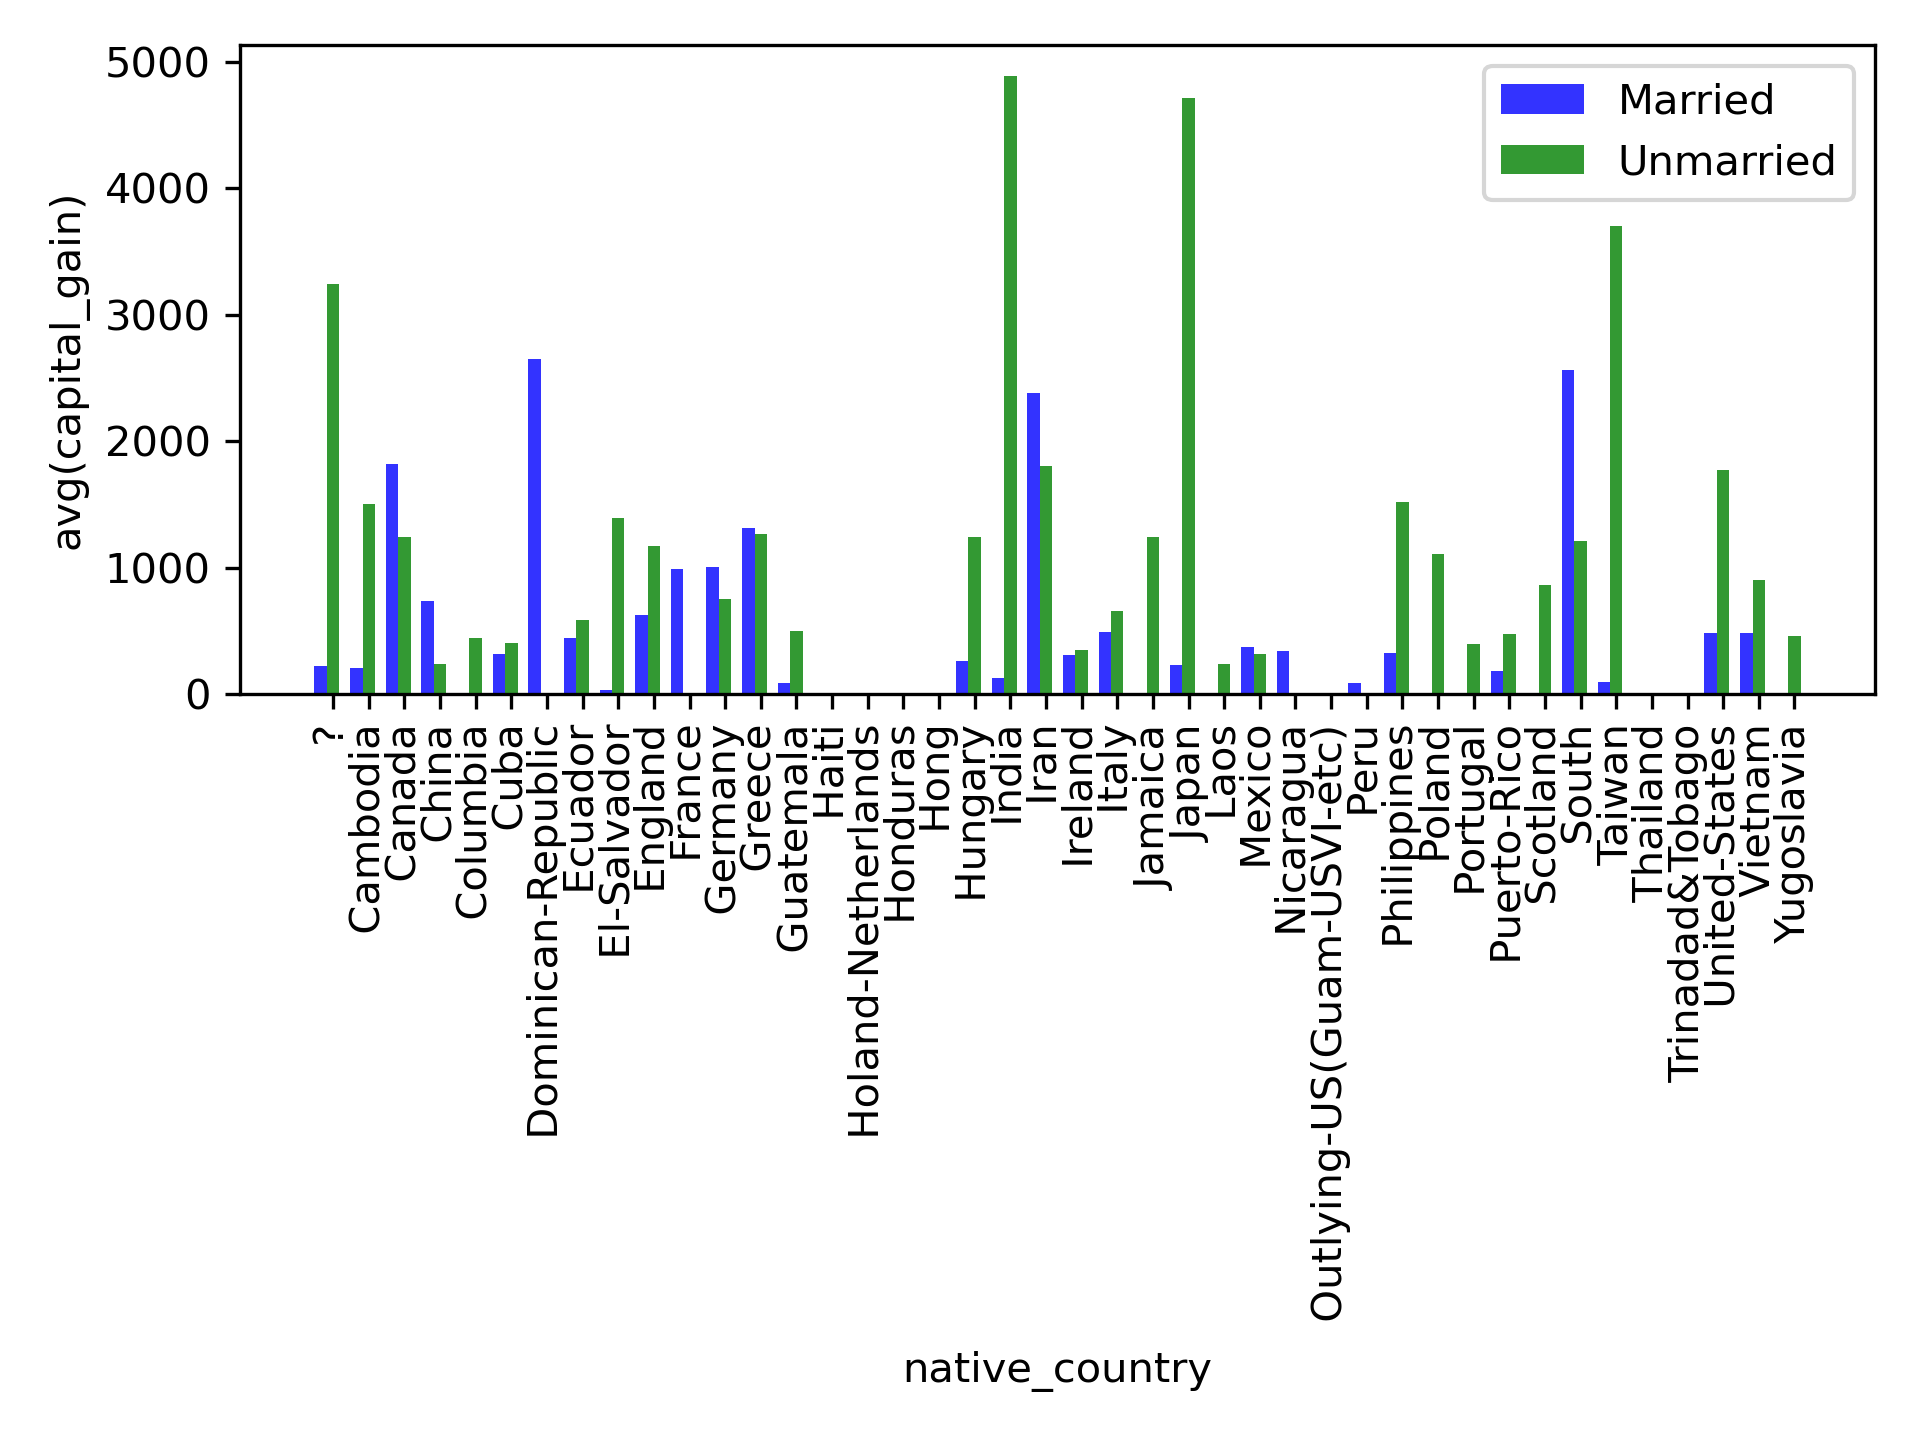 5000
4000
3000
2000
1000
0
avg(capital_gain)
Married
Unmarried
?
Cambodia
Canada
China
Columbia
Cuba
Dominican-Republic
Ecuador
El-Salvador
England
France
Germany
Greece
Guatemala
Haiti
Holand-Netherlands
Honduras
Hong
Hungary
India
Iran
Ireland
Italy
Jamaica
Japan
Laos
Mexico
Nicaragua
Outlying-US(Guam-USVI-etc)
Peru
Philippines
Poland
Portugal
Puerto-Rico
Scotland
South
Taiwan
Thailand
Trinadad&Tobago
United-States
Vietnam
Yugoslavia
native_country